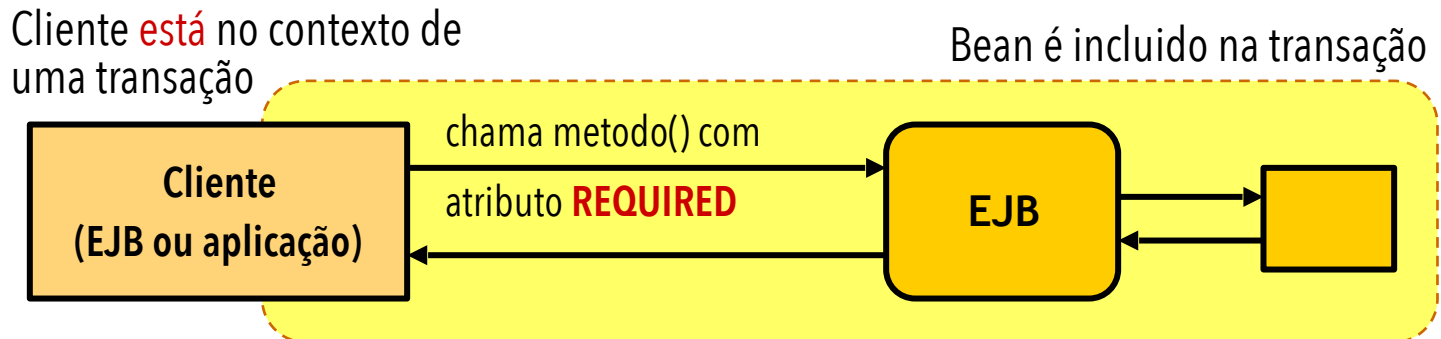 Cliente está no contexto de
uma transação
Bean é incluido na transação
chama metodo() com
atributo REQUIRED
Cliente
(EJB ou aplicação)
EJB